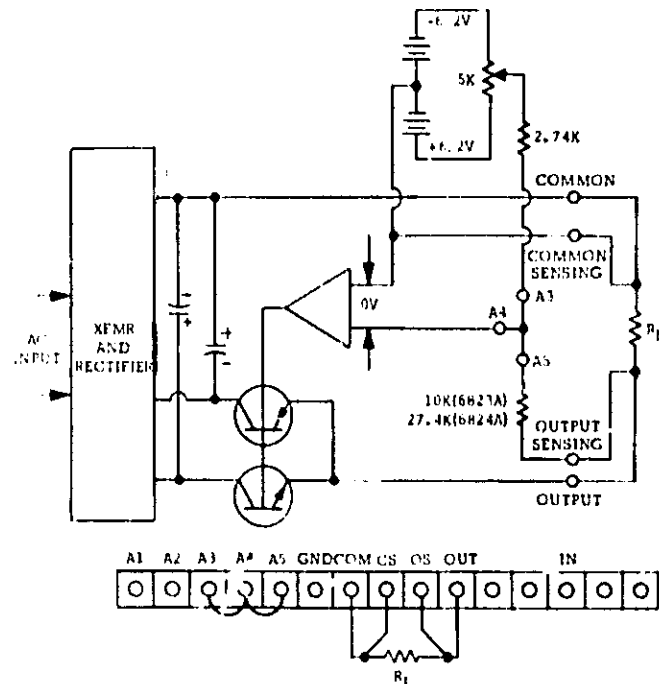 -6.2V
5K
+6.2V
2.74K
COMMON
COMMON
SENSING
0V
A3
A4
A5
R
AC
INPUT
XFMR
AND
RECTIFIER
10K(6823A)
27.4K(6824A)
OUTPUT
SENSING
OUTPUT
A1 A2 A3 A4 A5 GND COM CS OS OUT IN
R